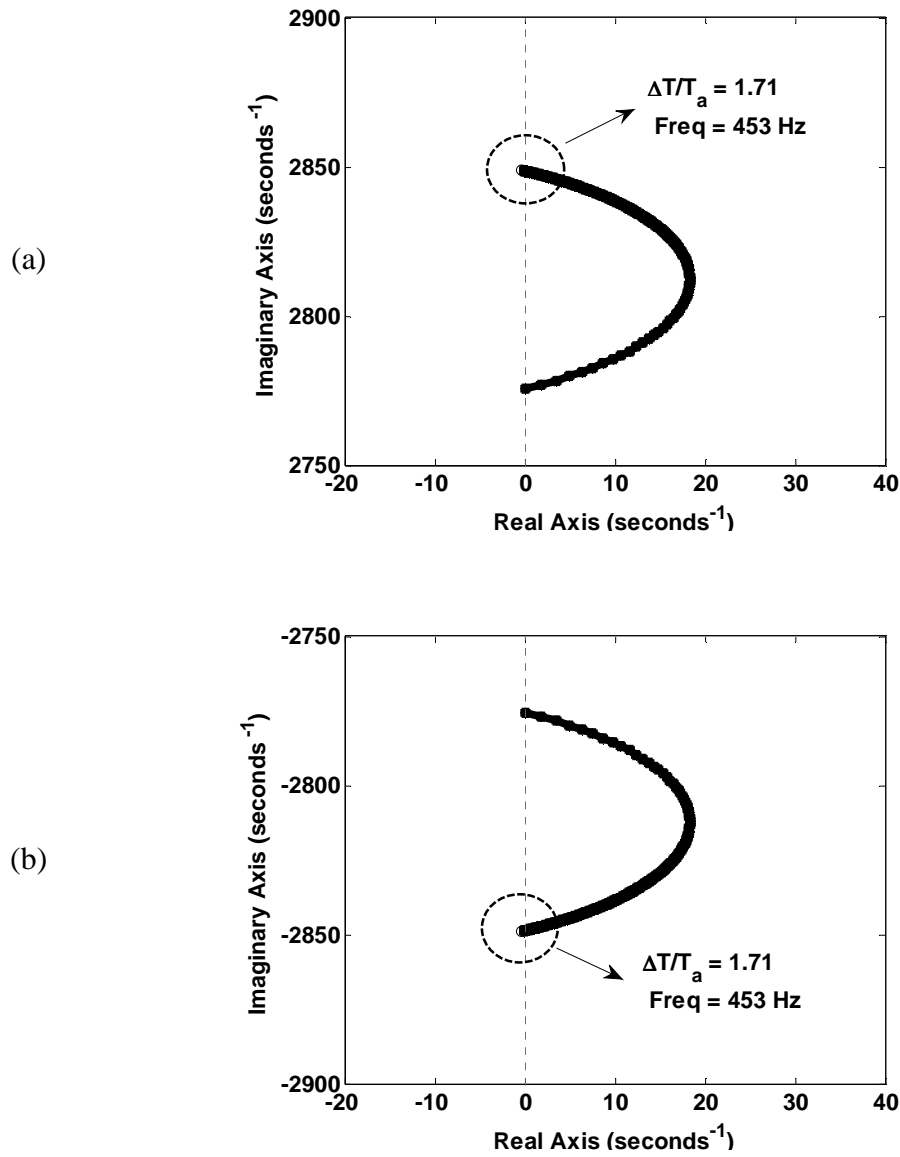 (a)
Imaginary Axis (seconds⁻¹)
2900
2850
2800
2750
ΔT/Tₐ = 1.71
Freq = 453 Hz
-20 -10 0 10 20 30 40
Real Axis (seconds⁻¹)
(b)
Imaginary Axis (seconds⁻¹)
-2750
-2800
-2850
-2900
ΔT/Tₐ = 1.71
Freq = 453 Hz
-20 -10 0 10 20 30 40
Real Axis (seconds⁻¹)